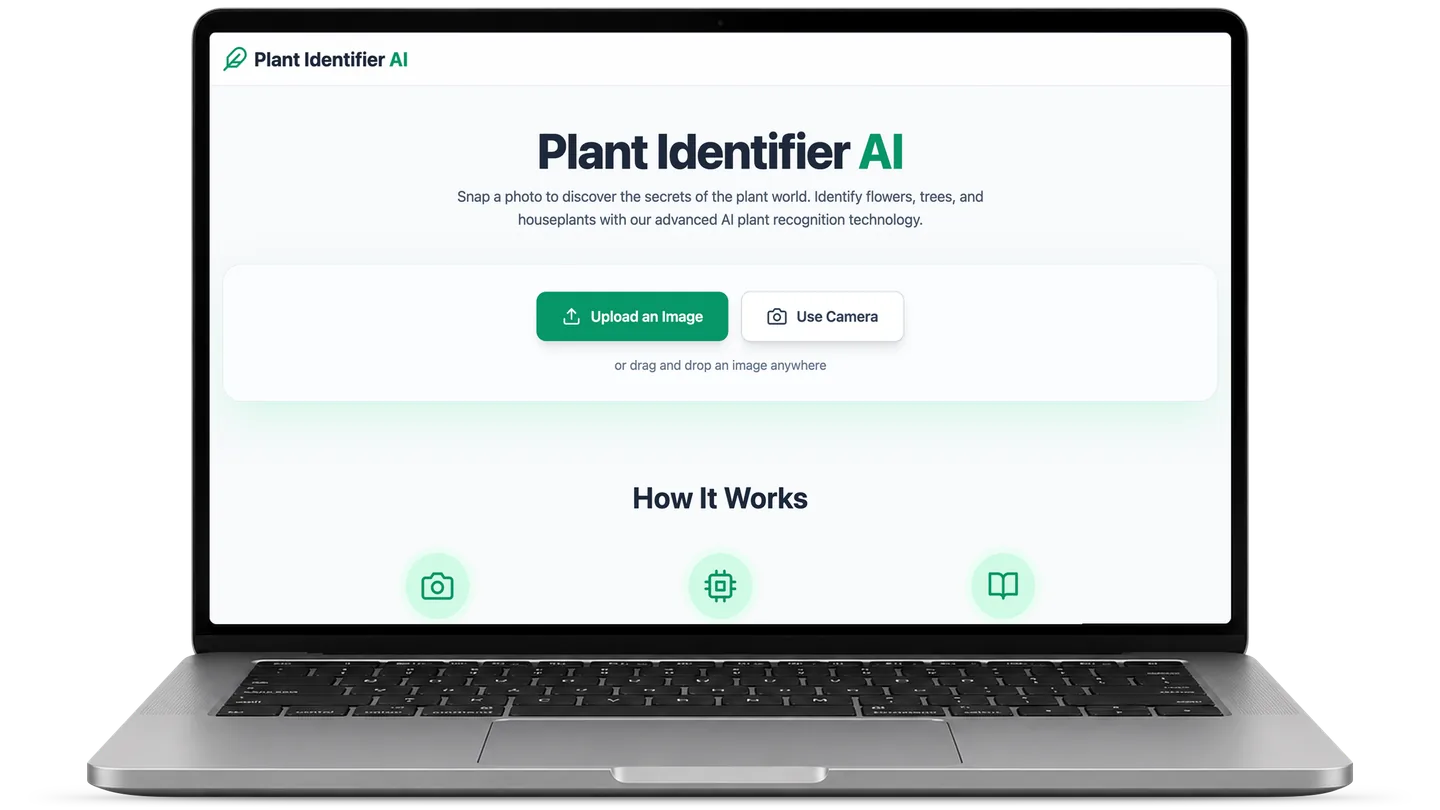 Plant Identifier AI
Plant Identifier AI
Snap a photo to discover the secrets of the plant world. Identify flowers, trees, and
houseplants with our advanced AI plant recognition technology.
Upload an Image
Use Camera
or drag and drop an image anywhere
How It Works